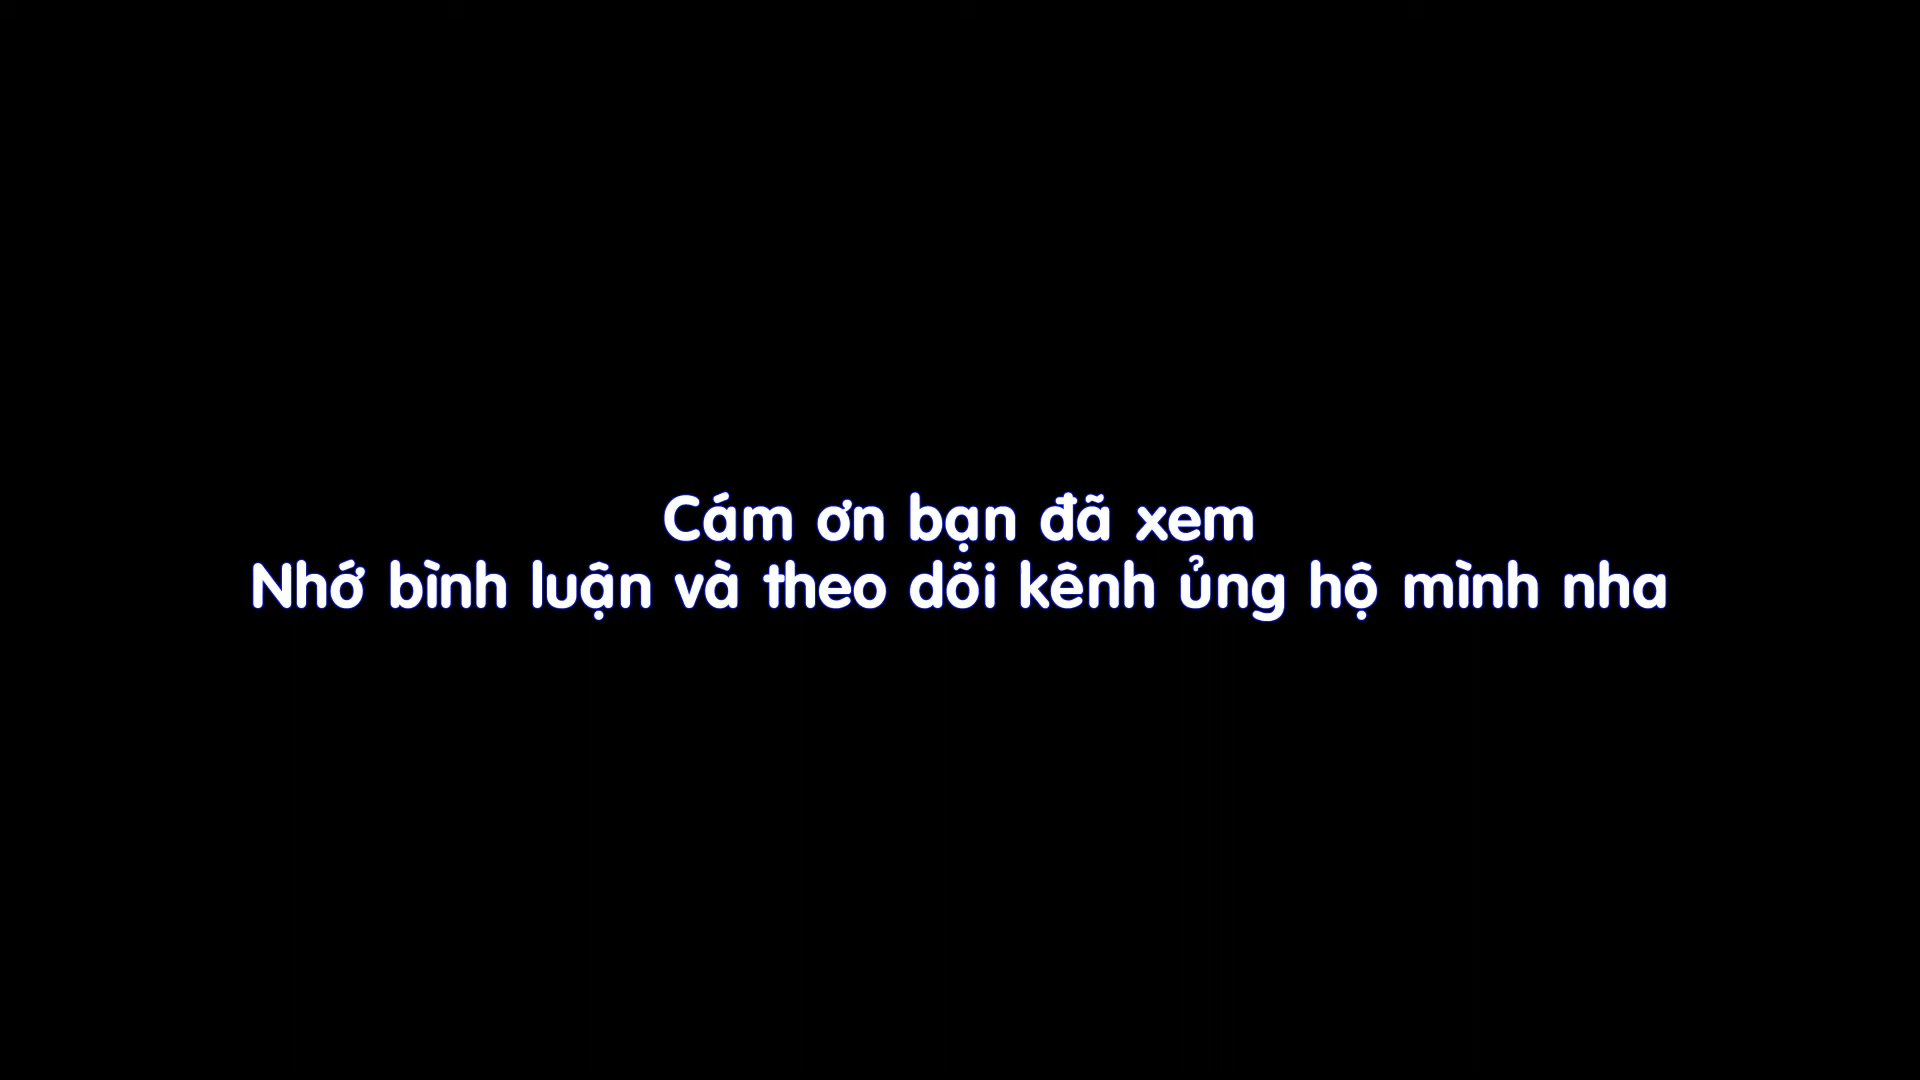 Cám ơn bạn đã xem
Nhớ bình luận và theo dõi kênh ủng hộ mình nha